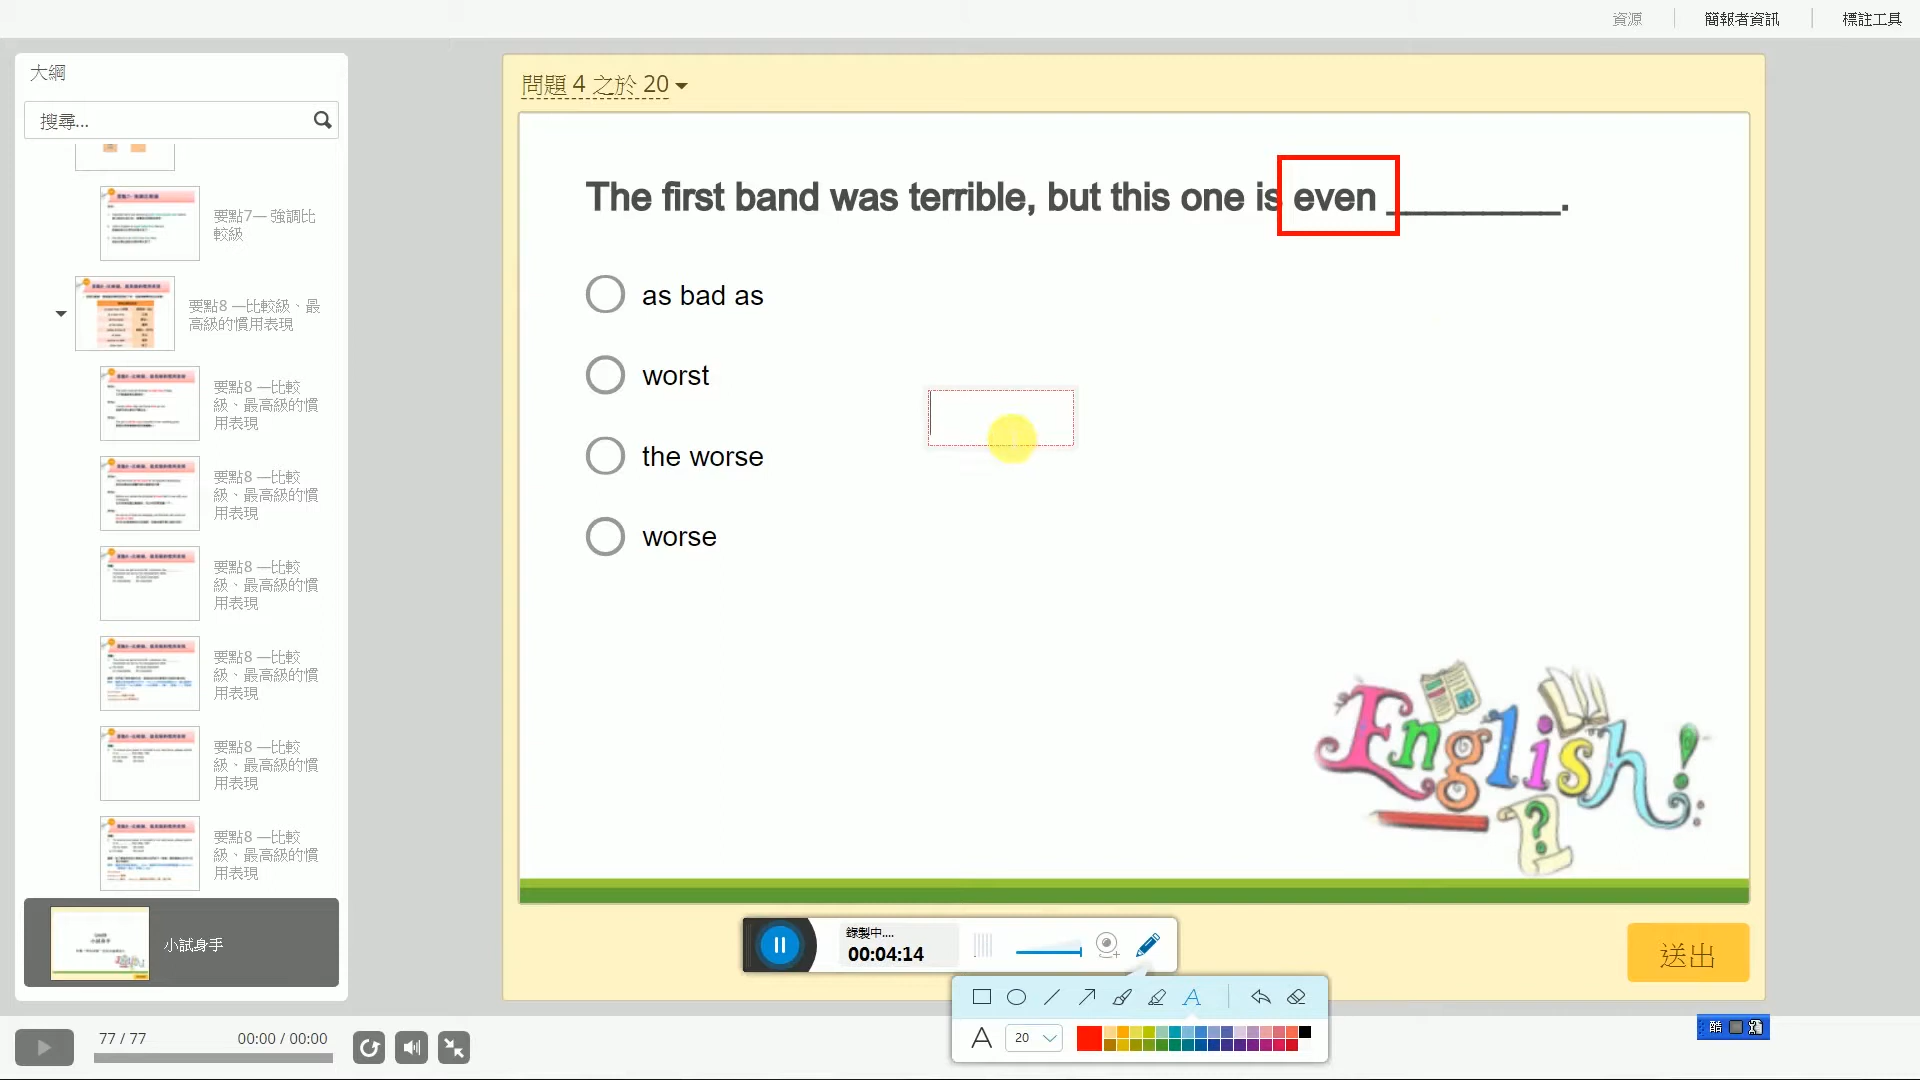 資源
簡報者資訊
標註工具
大綱
搜尋...
要點7— 強調比
較級
要點8 —比較級、最
高級的慣用表現
要點8 —比較
級、最高級的慣
用表現
要點8 —比較
級、最高級的慣
用表現
要點8 —比較
級、最高級的慣
用表現
要點8 —比較
級、最高級的慣
用表現
要點8 —比較
級、最高級的慣
用表現
要點8 —比較
級、最高級的慣
用表現
小試身手
77 / 77
00:00 / 00:00
問題 4 之於 20
The first band was terrible, but this one is even _________.
as bad as
worst
the worse
worse
English!
?
錄製中....
00:04:14
送出
A
A
20
酷